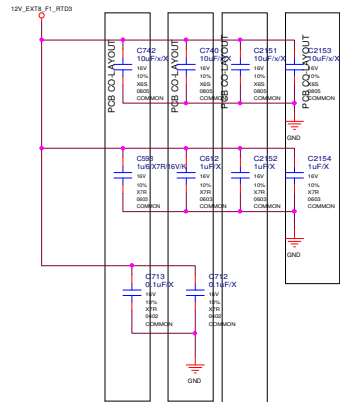 12V_EXT8_F1_RTD3
PCB CO-LAYOUT
C742
10uF/x/X
16V
10%
X6S
0805
COMMON
PCB CO-LAYOUT
C740
10uF/x/X
16V
10%
X6S
0805
COMMON
PCB CO-LAYOUT
C2151
10uF/x/X
16V
10%
X6S
0805
COMMON
PCB CO-LAYOUT
C2153
10uF/x/X
16V
10%
X6S
0805
COMMON
GND
C593
1u/6/X7R/16V/K
16V
10%
X7R
0603
COMMON
C612
1uF/X
16V
10%
X7R
0603
COMMON
C2152
1uF/X
16V
10%
X7R
0603
COMMON
C2154
1uF/X
16V
10%
X7R
0603
COMMON
GND
C713
0.1uF/X
16V
10%
X7R
0402
COMMON
C712
0.1uF/X
16V
10%
X7R
0402
COMMON
GND